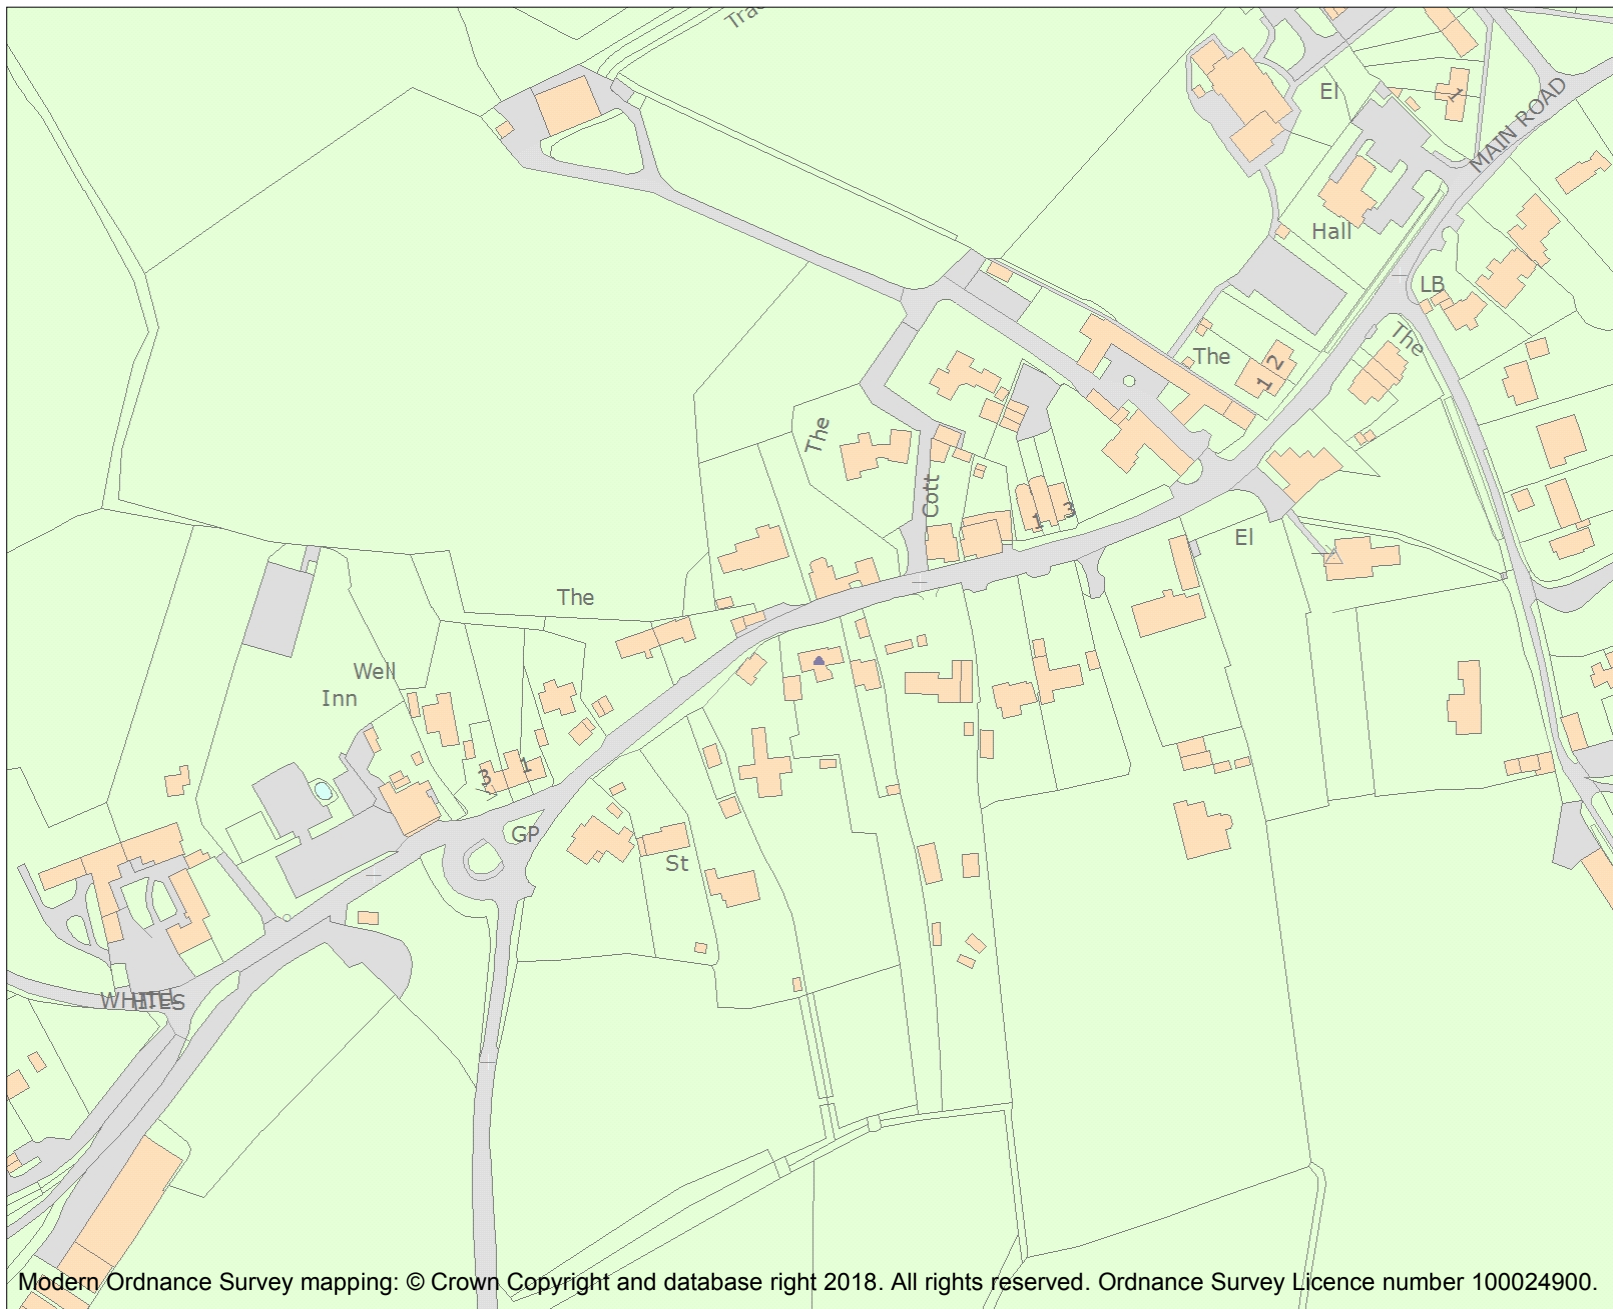 Trac
El
1
MAIN ROAD
Hall
LB
The
The
2
1
The
Cott
1
3
El
The
Well
Inn
3
1
GP
St
Modern Ordnance Survey mapping: © Crown Copyright and database right 2018. All rights reserved. Ordnance Survey Licence number 100024900.